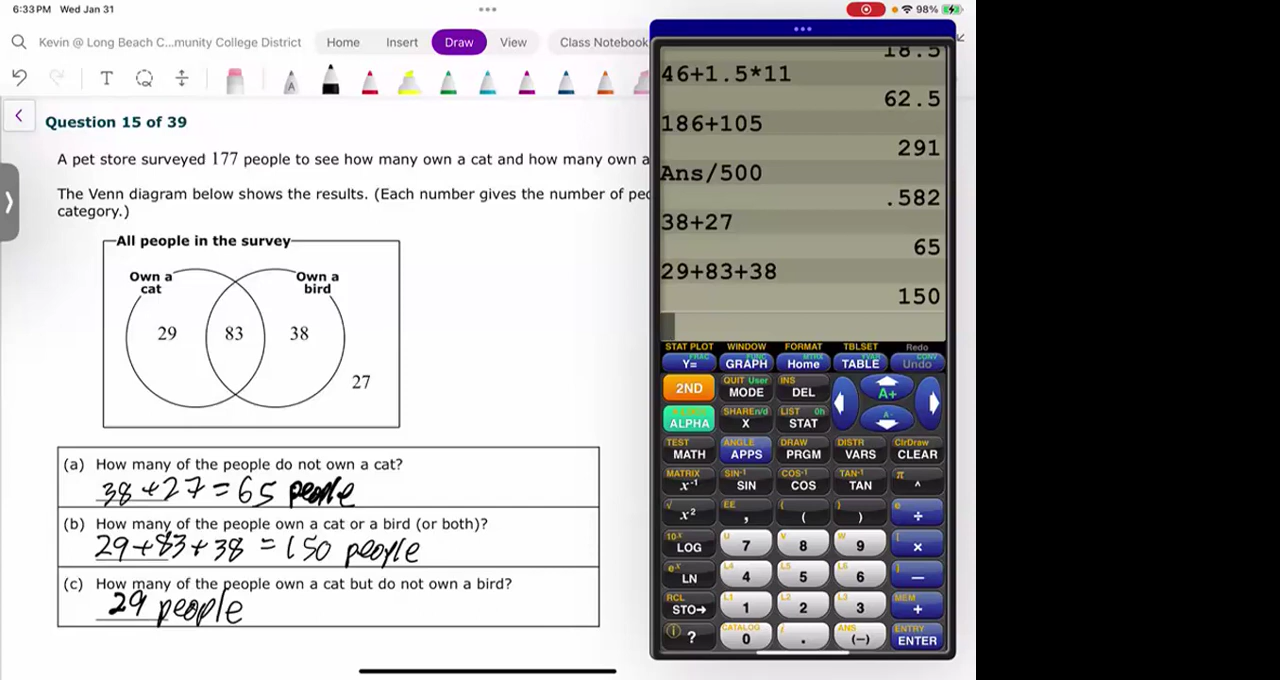 6:33 PM Wed Jan 31
98%
Kevin @ Long Beach C...munity College District
Home Insert Draw View Class Notebook
Question 15 of 39
A pet store surveyed 177 people to see how many own a cat and how many own a
The Venn diagram below shows the results. (Each number gives the number of peo
category.)
All people in the survey
Own a cat
Own a bird
29 83 38
27
(a) How many of the people do not own a cat?
38+27=65 people
(b) How many of the people own a cat or a bird (or both)?
29+83+38 =150 people
(c) How many of the people own a cat but do not own a bird?
29 people
18.5
46+1.5*11
62.5
186+105
291
Ans/500
.582
38+27
65
29+83+38
150
STAT PLOT WINDOW FORMAT TBLSET Redo
Y= GRAPH Home TABLE Undo
QUIT User INS
2ND MODE DEL A+
SHARE n/d LIST 0h A-
ALPHA X STAT
TEST ANGLE DRAW DISTR ClrDraw
MATH APPS PRGM VARS CLEAR
MATRIX SIN-1 COS-1 TAN-1 π
x-1 SIN COS TAN ^
√ EE { } e
x2 , ( ) ÷
10x u v w [
LOG 7 8 9 ×
ex L4 L5 L6 ]
LN 4 5 6 −
RCL L1 L2 L3 MEM
STO→ 1 2 3 +
CATALOG i ANS ENTRY
? 0 . (−) ENTER